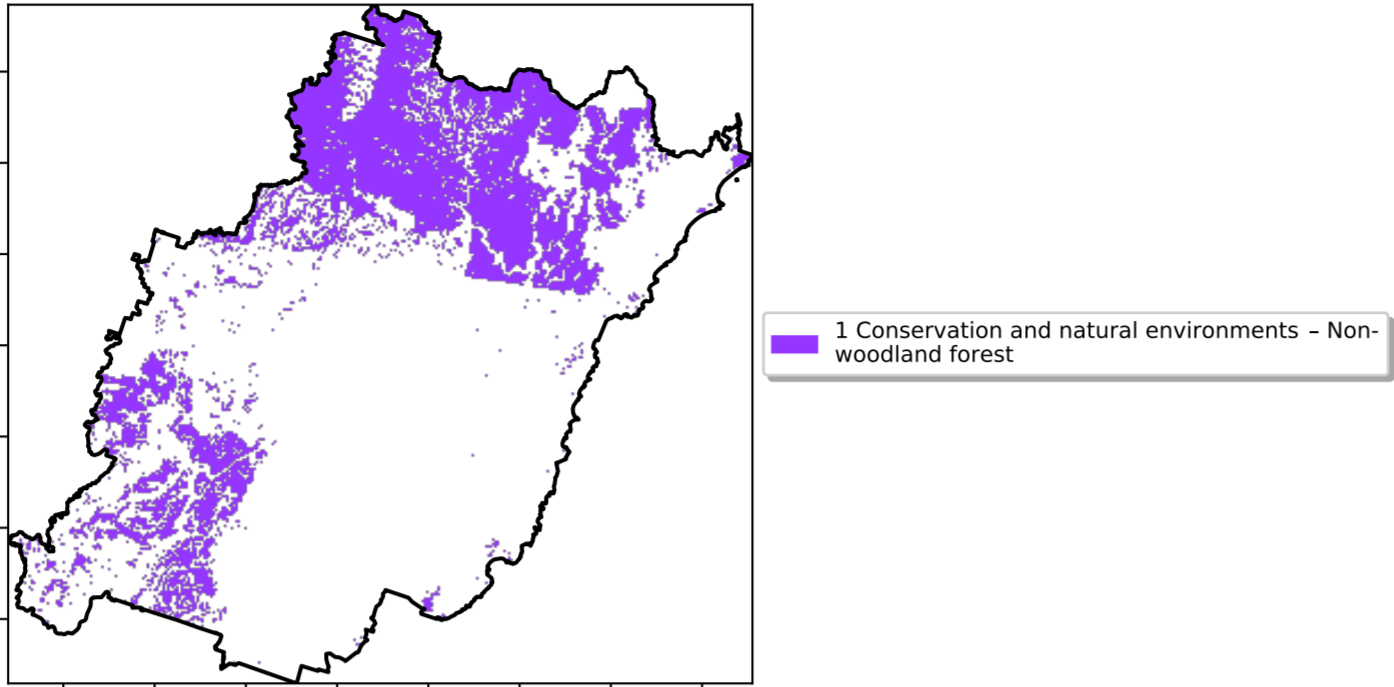 1 Conservation and natural environments – Non-
woodland forest